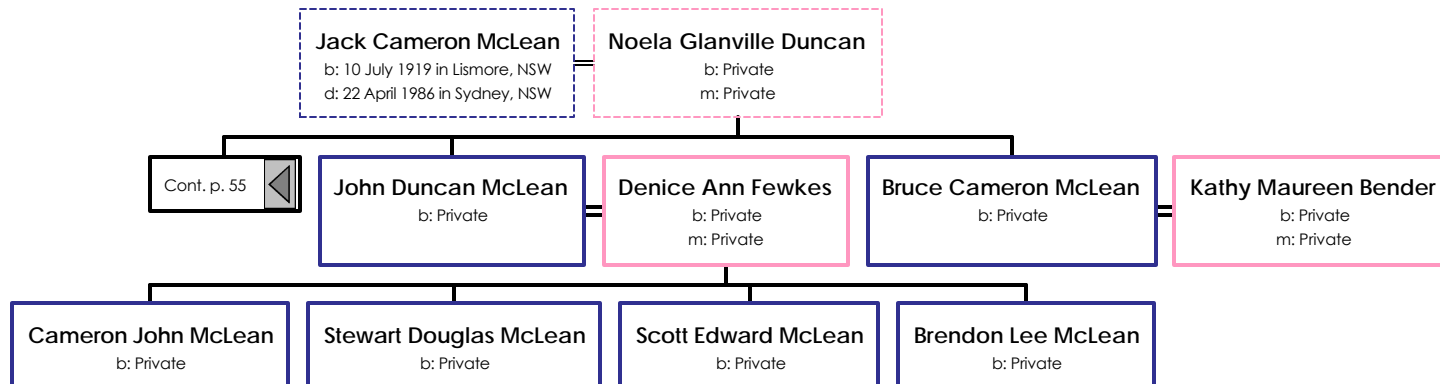 Jack Cameron McLean
b: 10 July 1919 in Lismore, NSW
d: 22 April 1986 in Sydney, NSW
Noela Glanville Duncan
b: Private
m: Private
Cont. p. 55
John Duncan McLean
b: Private
Denice Ann Fewkes
b: Private
m: Private
Bruce Cameron McLean
b: Private
Kathy Maureen Bender
b: Private
m: Private
Cameron John McLean
b: Private
Stewart Douglas McLean
b: Private
Scott Edward McLean
b: Private
Brendon Lee McLean
b: Private